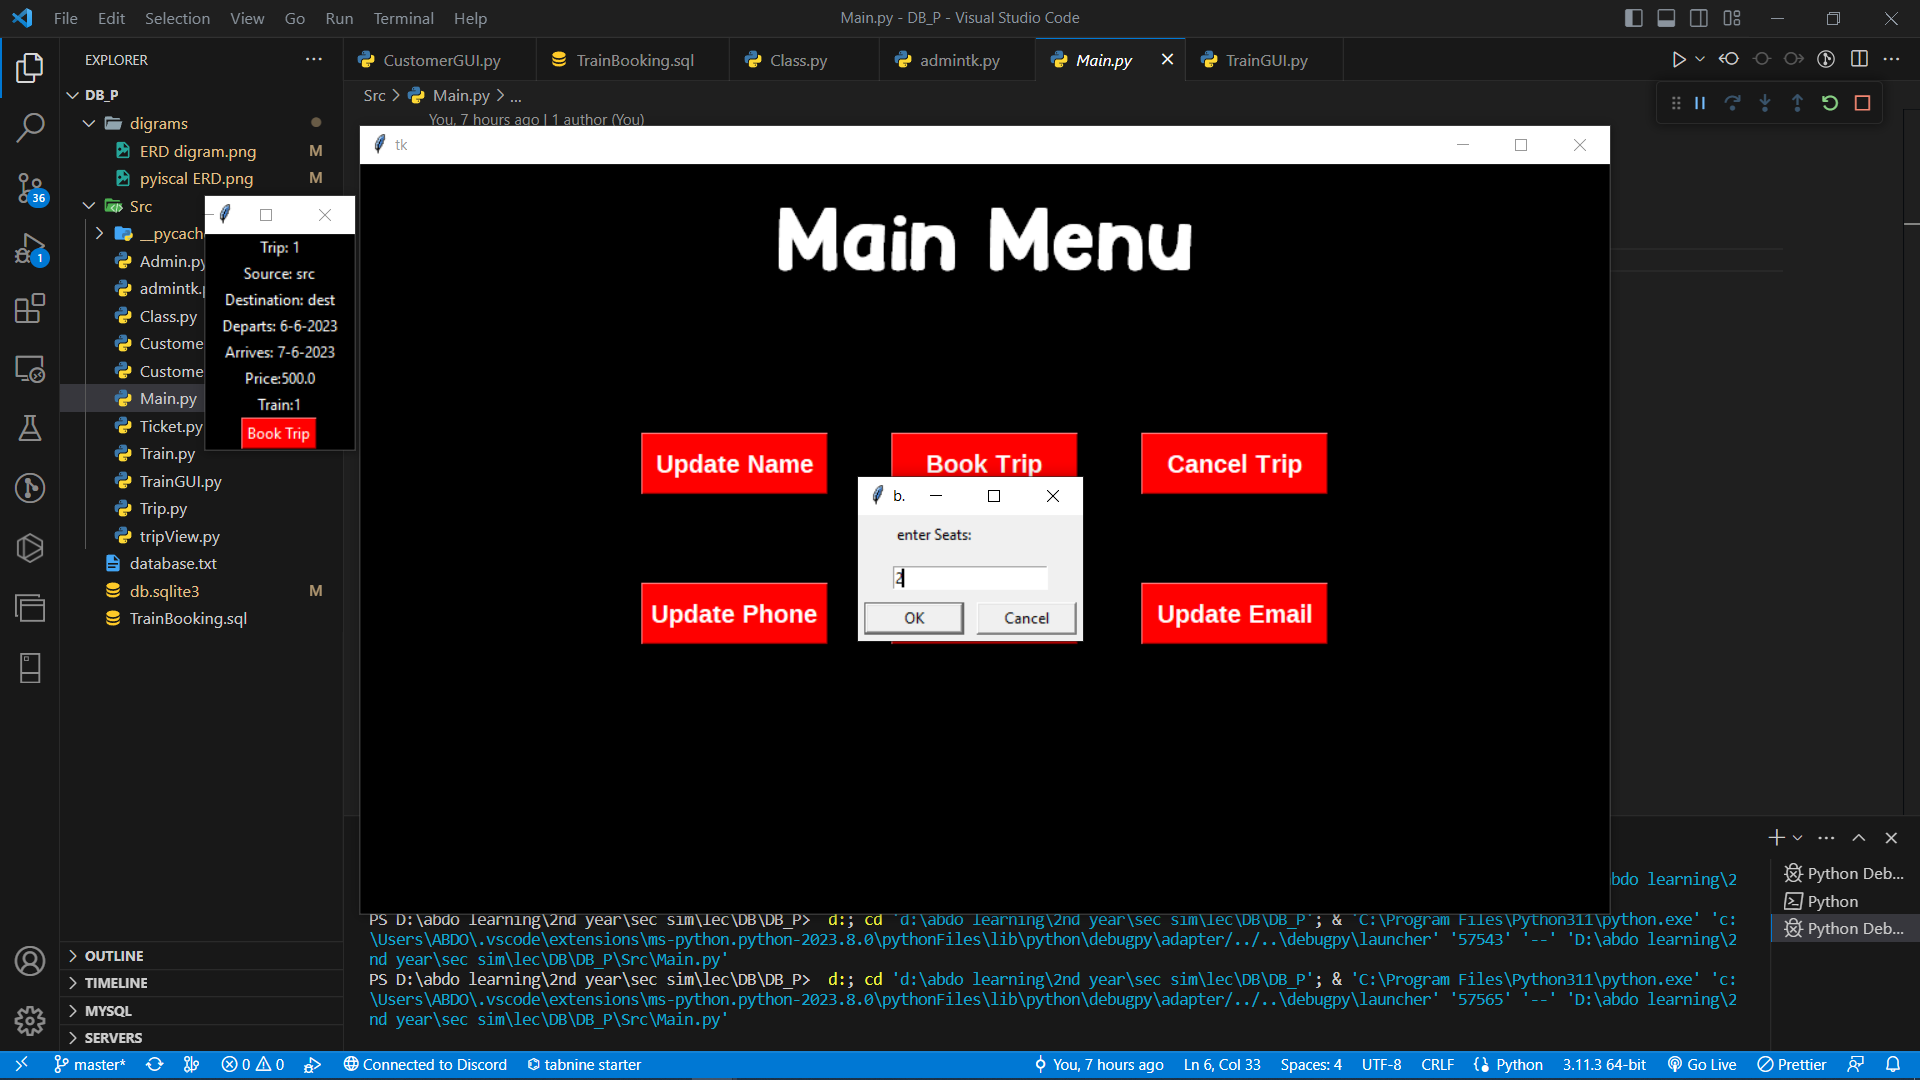 File Edit Selection View Go Run Terminal Help
Main.py - DB_P - Visual Studio Code
EXPLORER
CustomerGUI.py
TrainBooking.sql
Class.py
admintk.py
Main.py
TrainGUI.py
DB_P
Src > Main.py > ...
You, 7 hours ago | 1 author (You)
digrams
ERD digram.png M
pyiscal ERD.png M
Src
__pycach
Admin.py
admintk.p
Class.py
Custome
Custome
Main.py
Ticket.py
Train.py
TrainGUI.py
Trip.py
tripView.py
database.txt
db.sqlite3 M
TrainBooking.sql
36
1
Trip: 1
Source: src
Destination: dest
Departs: 6-6-2023
Arrives: 7-6-2023
Price:500.0
Train:1
Book Trip
tk
Main Menu
Update Name
Book Trip
Cancel Trip
Update Phone
Update Email
b.
enter Seats:
2
OK
Cancel
bdo learning\2
PS D:\abdo learning\2nd year\sec sim\lec\DB\DB_P> d:; cd 'd:\abdo learning\2nd year\sec sim\lec\DB\DB_P'; & 'C:\Program Files\Python311\python.exe' 'c:
\Users\ABDO\.vscode\extensions\ms-python.python-2023.8.0\pythonFiles\lib\python\debugpy\adapter/../..\debugpy\launcher' '57543' '--' 'D:\abdo learning\2
nd year\sec sim\lec\DB\DB_P\Src\Main.py'
PS D:\abdo learning\2nd year\sec sim\lec\DB\DB_P> d:; cd 'd:\abdo learning\2nd year\sec sim\lec\DB\DB_P'; & 'C:\Program Files\Python311\python.exe' 'c:
\Users\ABDO\.vscode\extensions\ms-python.python-2023.8.0\pythonFiles\lib\python\debugpy\adapter/../..\debugpy\launcher' '57565' '--' 'D:\abdo learning\2
nd year\sec sim\lec\DB\DB_P\Src\Main.py'
Python Deb...
Python
Python Deb...
OUTLINE
TIMELINE
MYSQL
SERVERS
master* 0 0 Connected to Discord tabnine starter
You, 7 hours ago Ln 6, Col 33 Spaces: 4 UTF-8 CRLF Python 3.11.3 64-bit Go Live Prettier